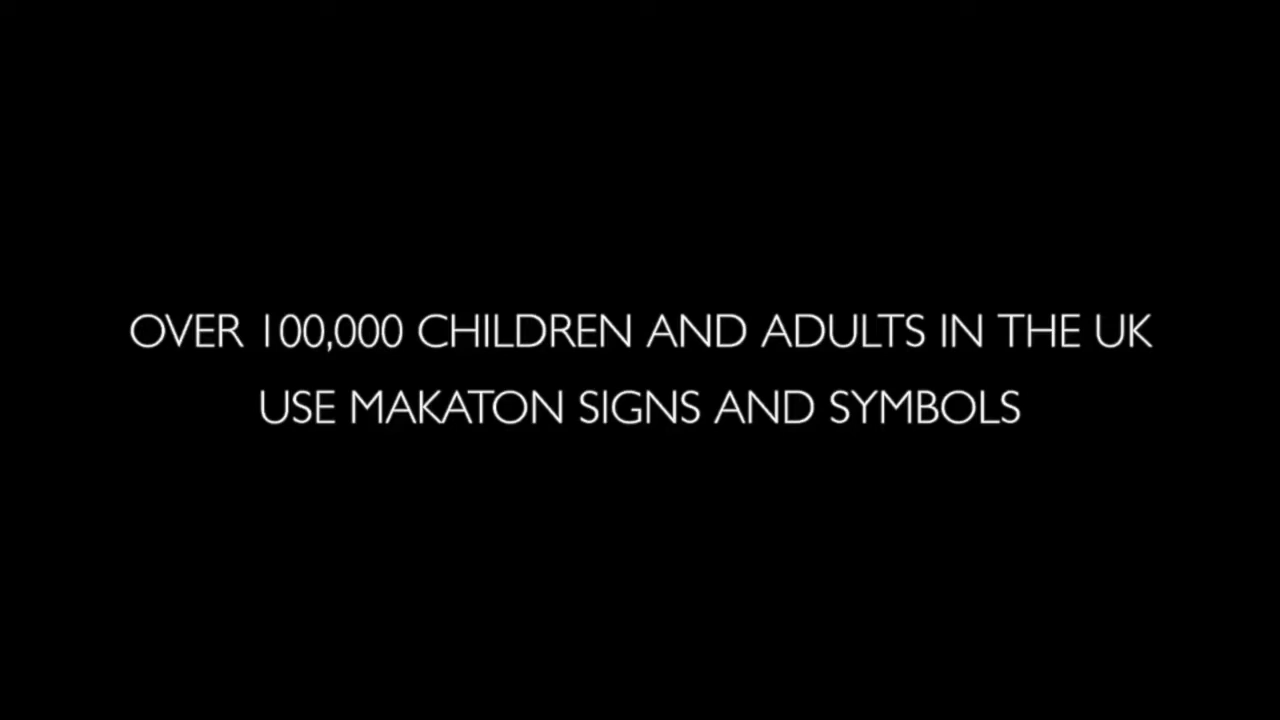 OVER 100,000 CHILDREN AND ADULTS IN THE UK
USE MAKATON SIGNS AND SYMBOLS